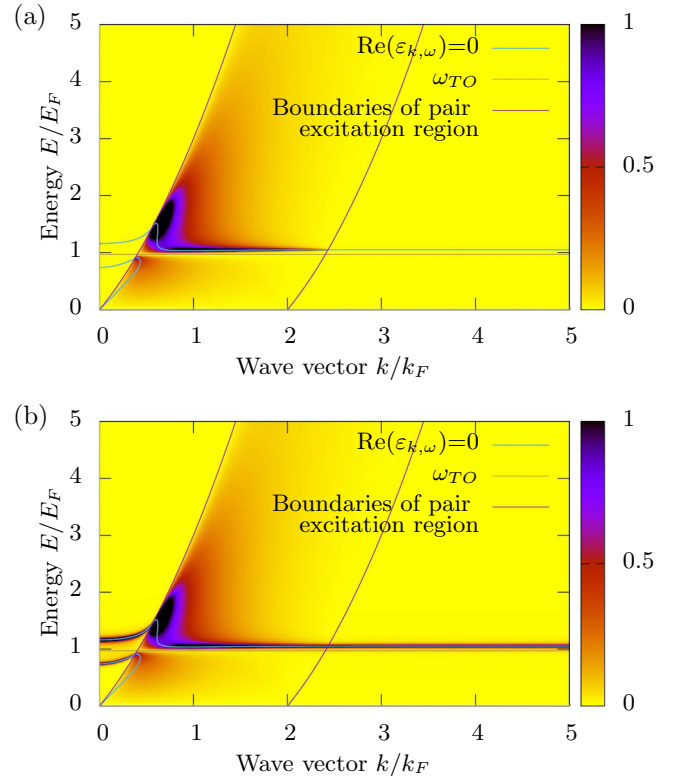 (a)
5
4
3
2
1
0
Energy E/E_F
Re(ε_{k,ω})=0
ω_{TO}
Boundaries of pair
excitation region
1
0.5
0
0 1 2 3 4 5
Wave vector k/k_F
(b)
5
4
3
2
1
0
Energy E/E_F
Re(ε_{k,ω})=0
ω_{TO}
Boundaries of pair
excitation region
1
0.5
0
0 1 2 3 4 5
Wave vector k/k_F